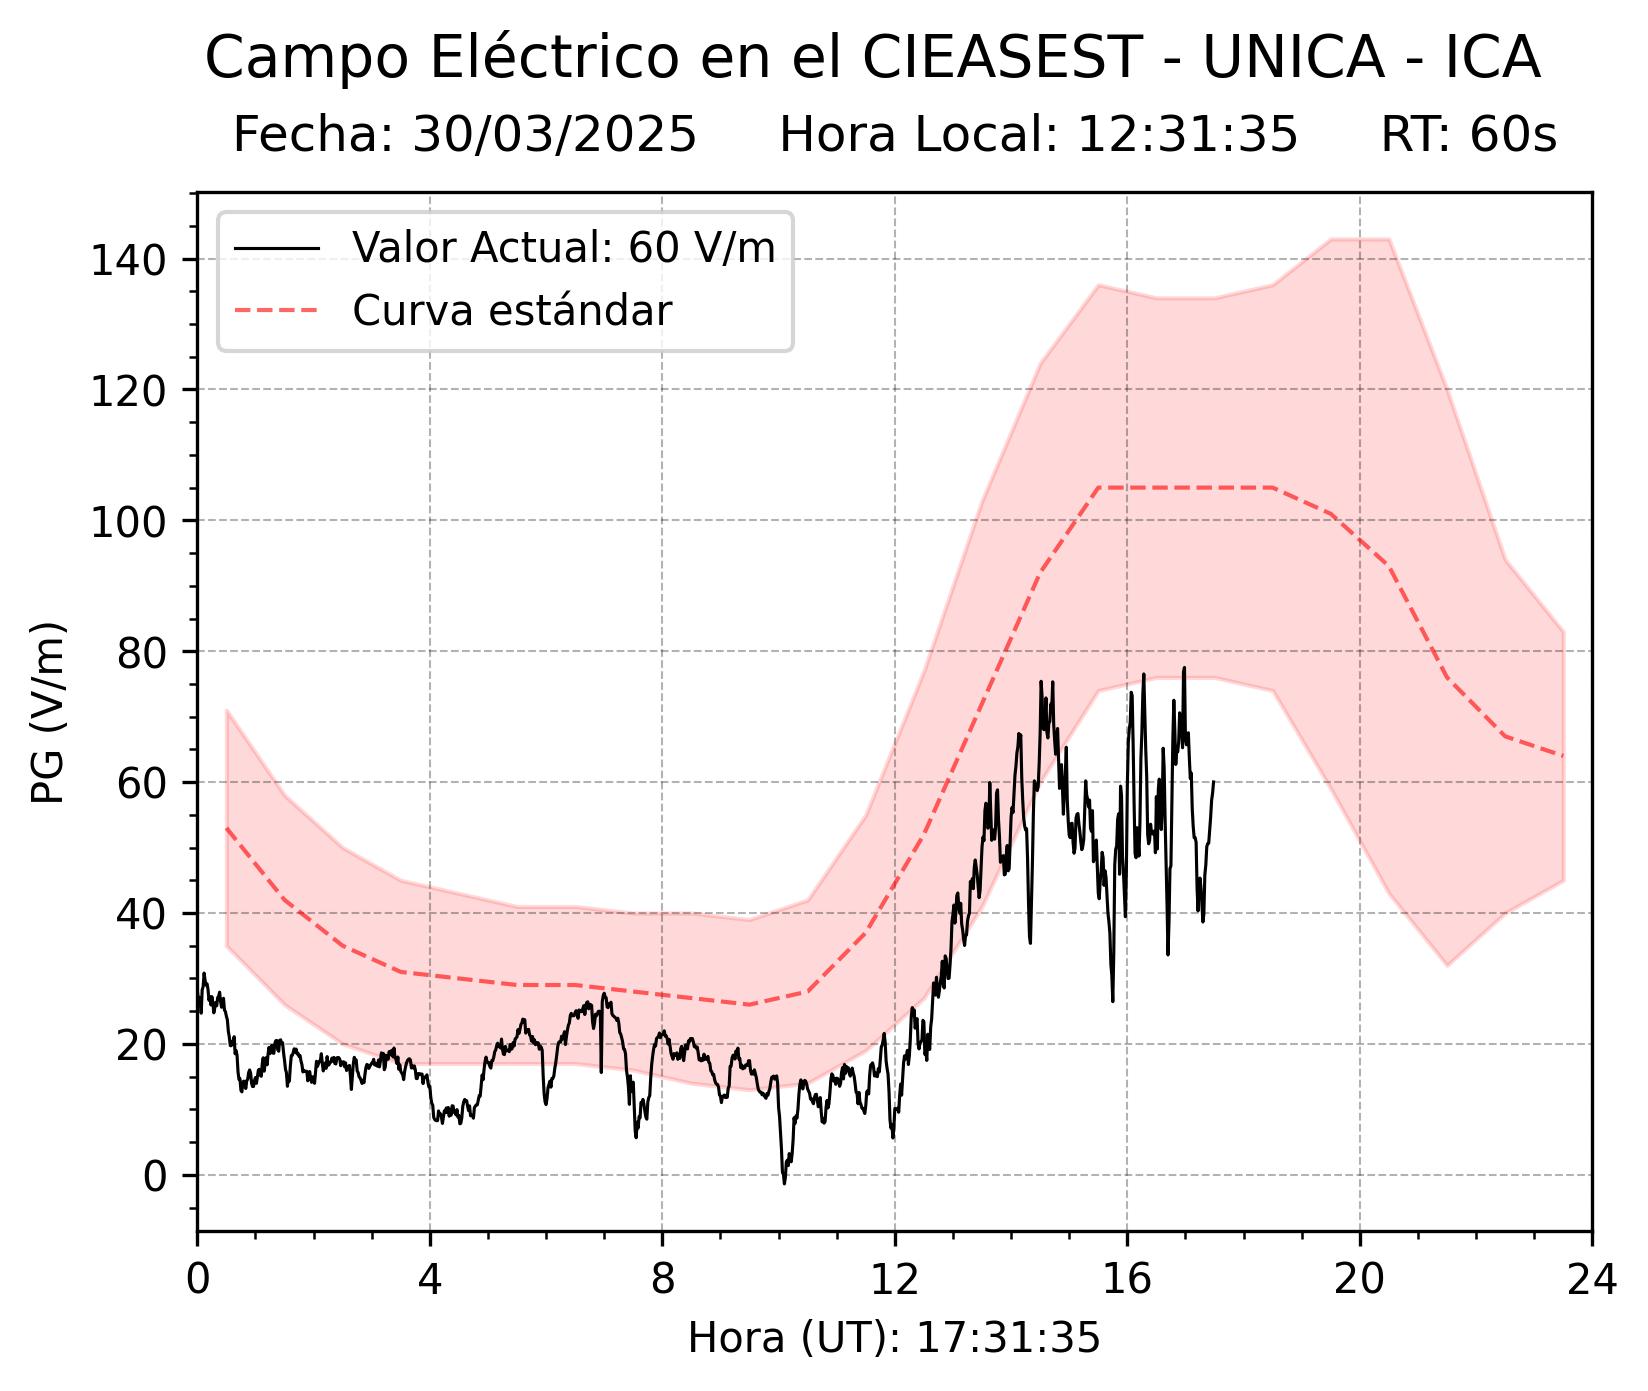 Campo Eléctrico en el CIEASEST - UNICA - ICA
Fecha: 30/03/2025 Hora Local: 12:31:35 RT: 60s
Valor Actual: 60 V/m
Curva estándar
PG (V/m)
140
120
100
80
60
40
20
0
0 4 8 12 16 20 24
Hora (UT): 17:31:35